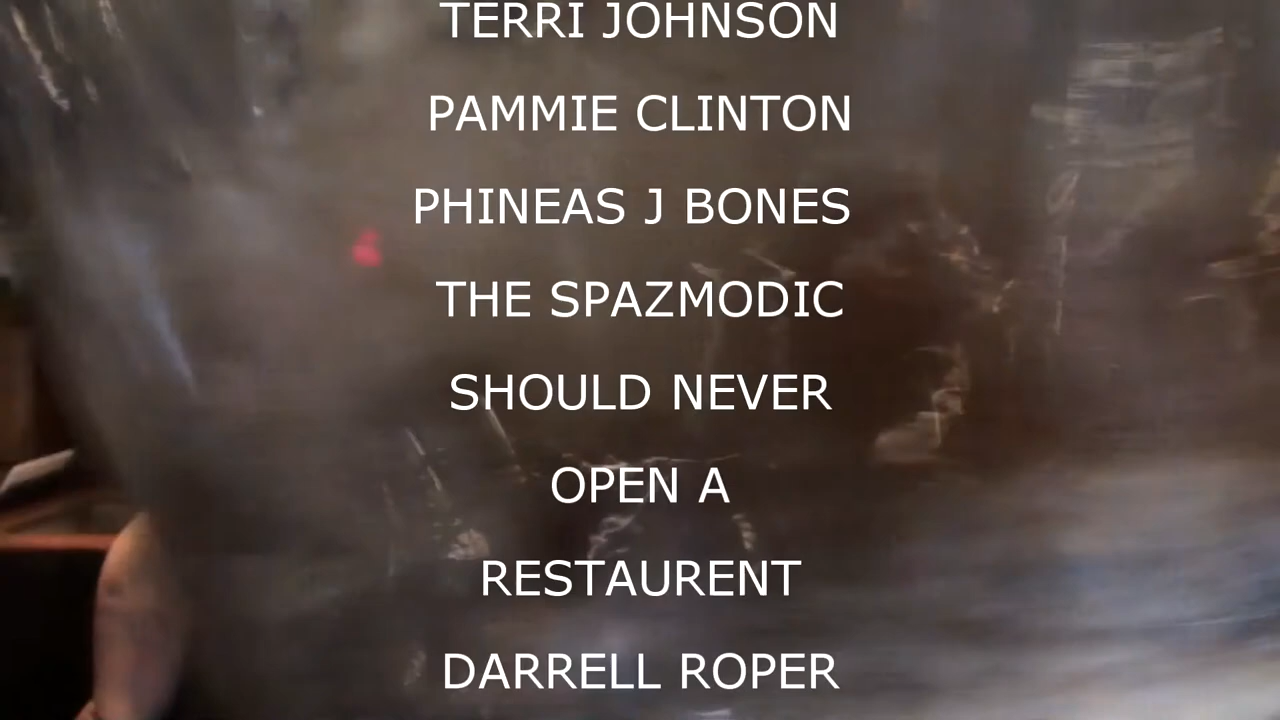 TERRI JOHNSON
PAMMIE CLINTON
PHINEAS J BONES
THE SPAZMODIC
SHOULD NEVER
OPEN A
RESTAURENT
DARRELL ROPER